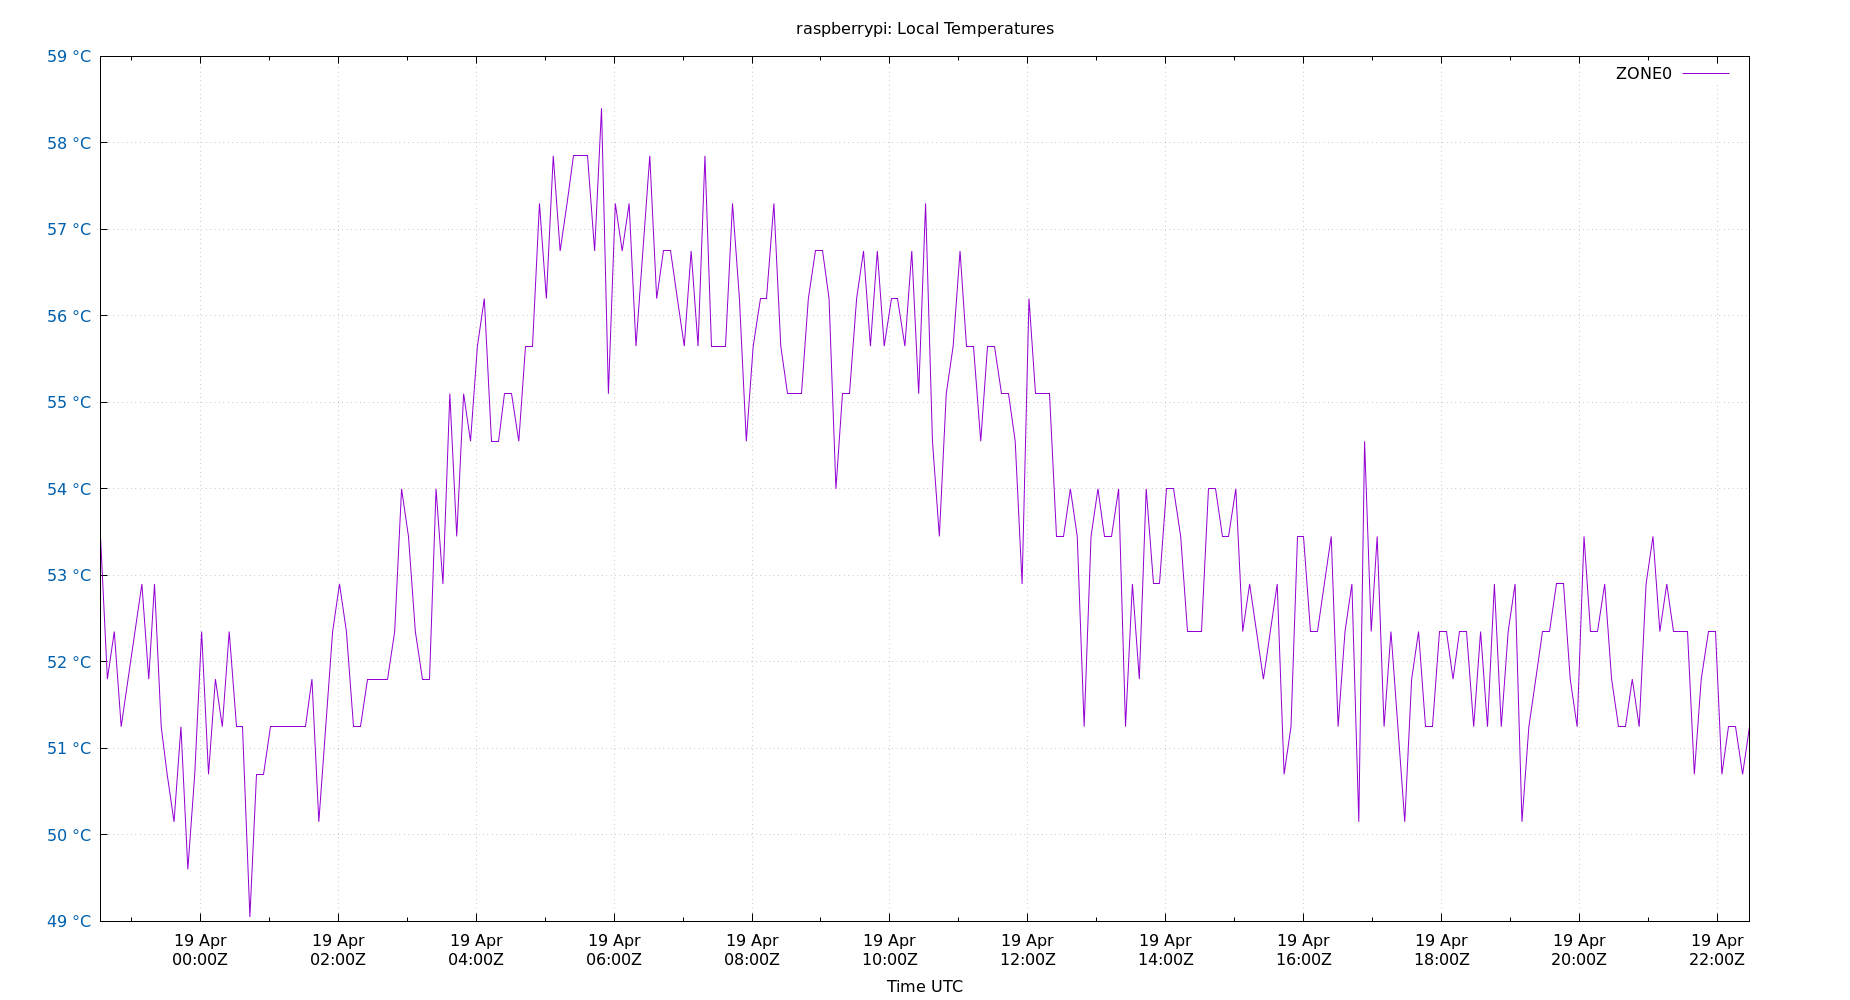 raspberrypi: Local Temperatures
59 °C
ZONE0
58 °C
57 °C
56 °C
55 °C
54 °C
53 °C
52 °C
51 °C
50 °C
49 °C
19 Apr 19 Apr 19 Apr 19 Apr 19 Apr 19 Apr 19 Apr 19 Apr 19 Apr 19 Apr 19 Apr 19 Apr
00:00Z 02:00Z 04:00Z 06:00Z 08:00Z 10:00Z 12:00Z 14:00Z 16:00Z 18:00Z 20:00Z 22:00Z
Time UTC